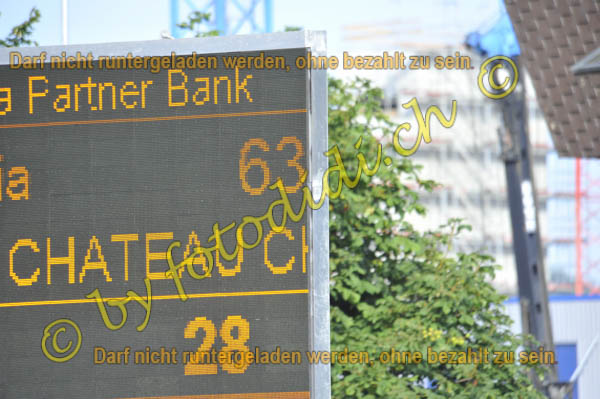 Darf nicht runtergeladen werden, ohne bezahlt zu sein.
a Partner Bank
ia 63
CHATEAU CH
© by fotodidi.ch ©
28
Darf nicht runtergeladen werden, ohne bezahlt zu sein.